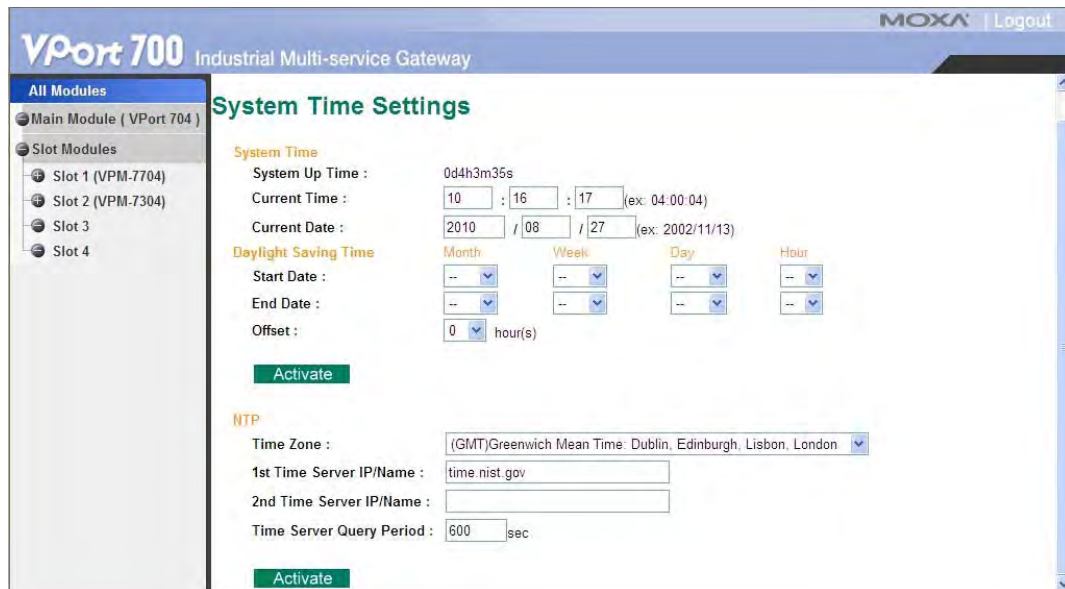 MOXA | Logout
VPort 700 Industrial Multi-service Gateway
All Modules
Main Module ( VPort 704 )
Slot Modules
Slot 1 (VPM-7704)
Slot 2 (VPM-7304)
Slot 3
Slot 4
System Time Settings
System Time
System Up Time : 0d4h3m35s
Current Time : 10 : 16 : 17 (ex: 04:00:04)
Current Date : 2010 / 08 / 27 (ex: 2002/11/13)
Daylight Saving Time Month Week Day Hour
Start Date : -- -- -- --
End Date : -- -- -- --
Offset : 0 hour(s)
Activate
NTP
Time Zone : (GMT)Greenwich Mean Time: Dublin, Edinburgh, Lisbon, London
1st Time Server IP/Name : time.nist.gov
2nd Time Server IP/Name :
Time Server Query Period : 600 sec
Activate